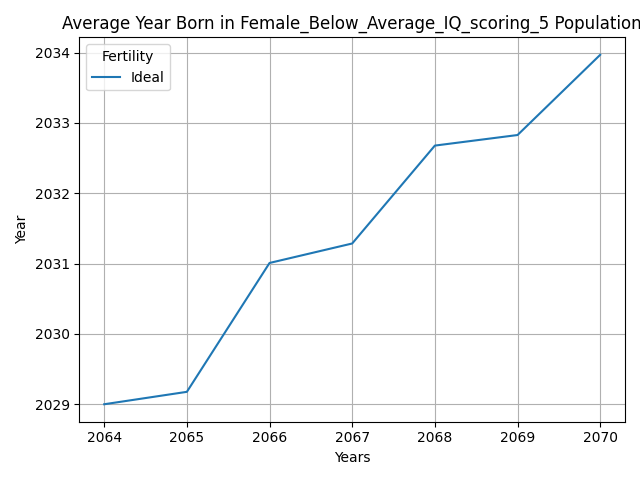 Average Year Born in Female_Below_Average_IQ_scoring_5 Population
Fertility
Ideal
2034
2033
2032
2031
2030
2029
Year
2064 2065 2066 2067 2068 2069 2070
Years